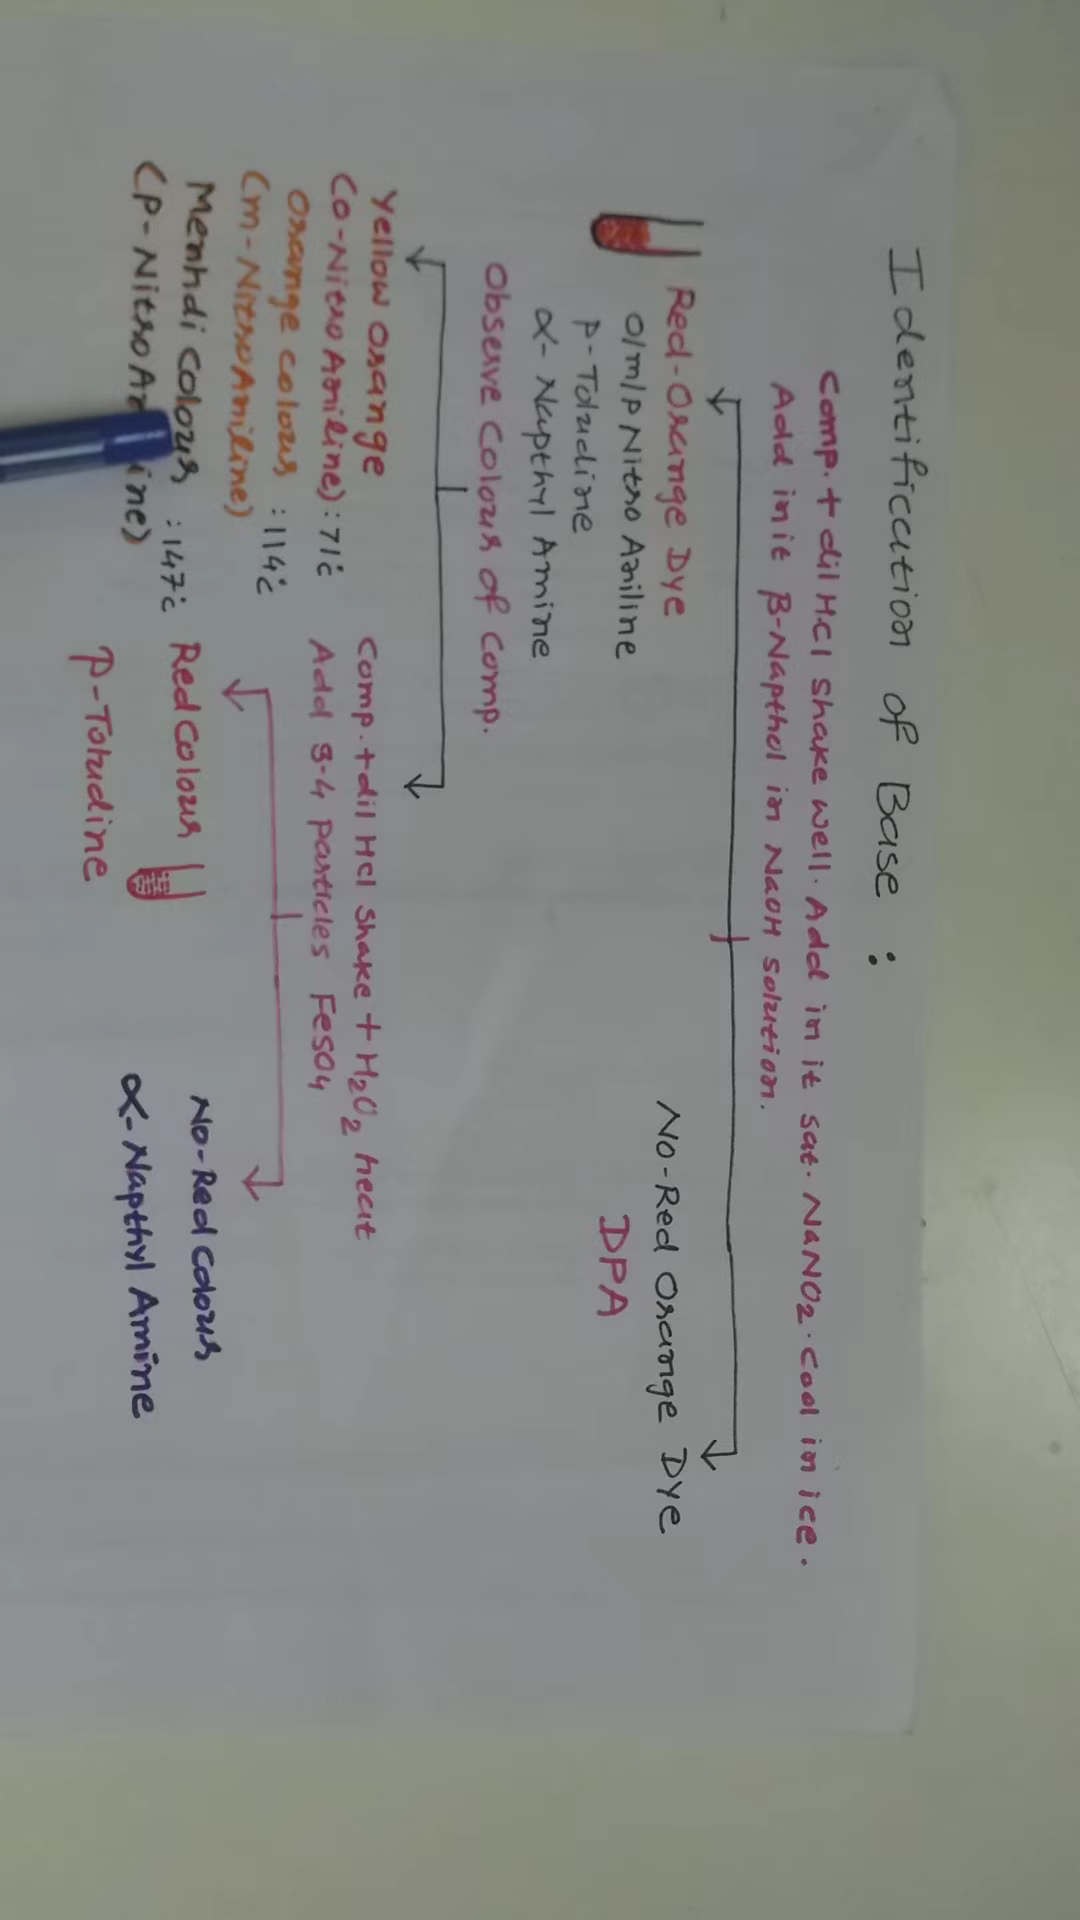 Identification of Base :
Comp. + dil HCl shake well. Add in it sat. NaNO2. Cool in ice.
Add in it β-Napthol in NaOH solution.
Red-Orange Dye
No-Red Orange Dye
O/m/p Nitro Aniline
DPA
p-Toludine
α- Napthyl Amine
Observe Colour of Comp.
Yellow orange
(o-Nitro Aniline) : 71°c
Orange colour : 114°c
(m-Nitro Aniline)
Menhdi Colour : 147°c
(p-Nitro
Comp. + dil HCl Shake + H2O2 heat
Add 3-4 particles FeSO4
Red Colour
p-Toludine
No-Red Colour
α-Napthyl Amine